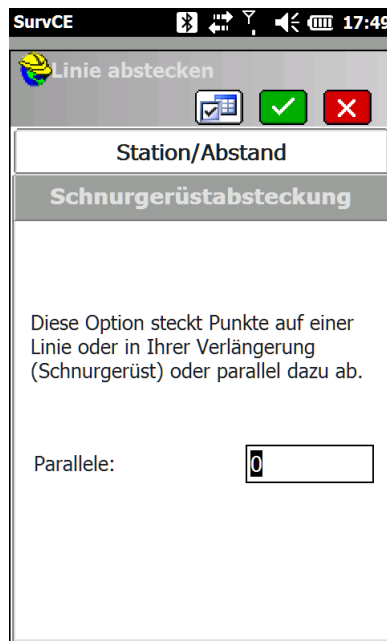 SurvCE 17:49
Linie abstecken
Station/Abstand
Schnurgerüstabsteckung
Diese Option steckt Punkte auf einer
Linie oder in Ihrer Verlängerung
(Schnurgerüst) oder parallel dazu ab.
Parallele: 0